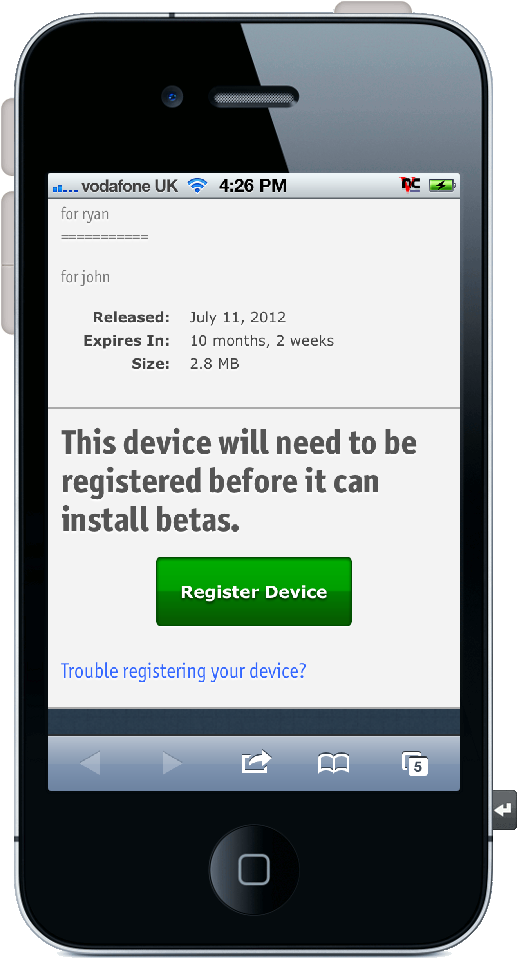 vodafone UK 4:26 PM
for ryan
===========
for john
Released: July 11, 2012
Expires In: 10 months, 2 weeks
Size: 2.8 MB
This device will need to be
registered before it can
install betas.
Register Device
Trouble registering your device?
5